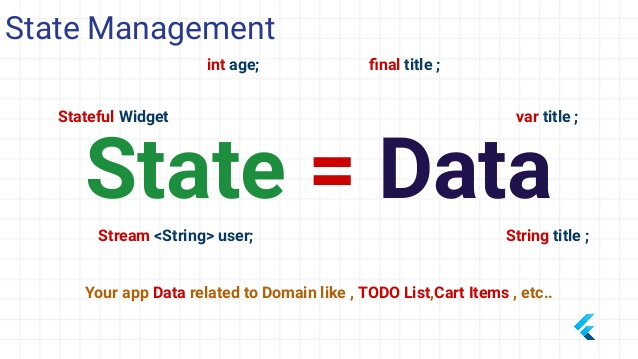 State Management
int age; final title ;
Stateful Widget var title ;
State = Data
Stream <String> user; String title ;
Your app Data related to Domain like , TODO List,Cart Items , etc..